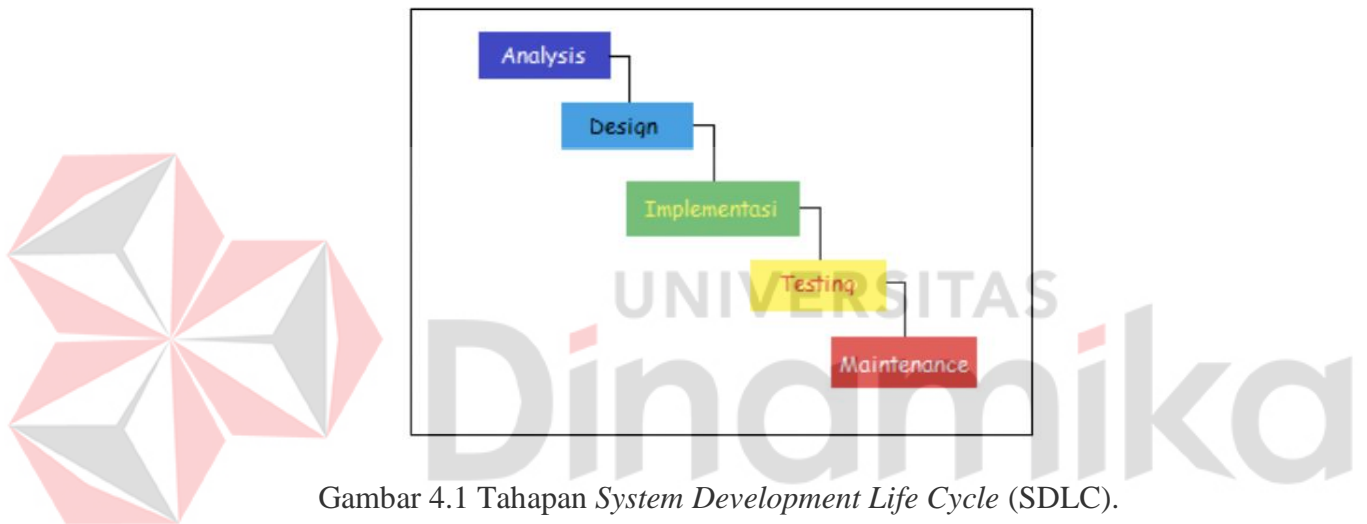 Analysis
Design
Implementasi
Testing
Maintenance
UNIVERSITAS
Dinamika
Gambar 4.1 Tahapan System Development Life Cycle (SDLC).